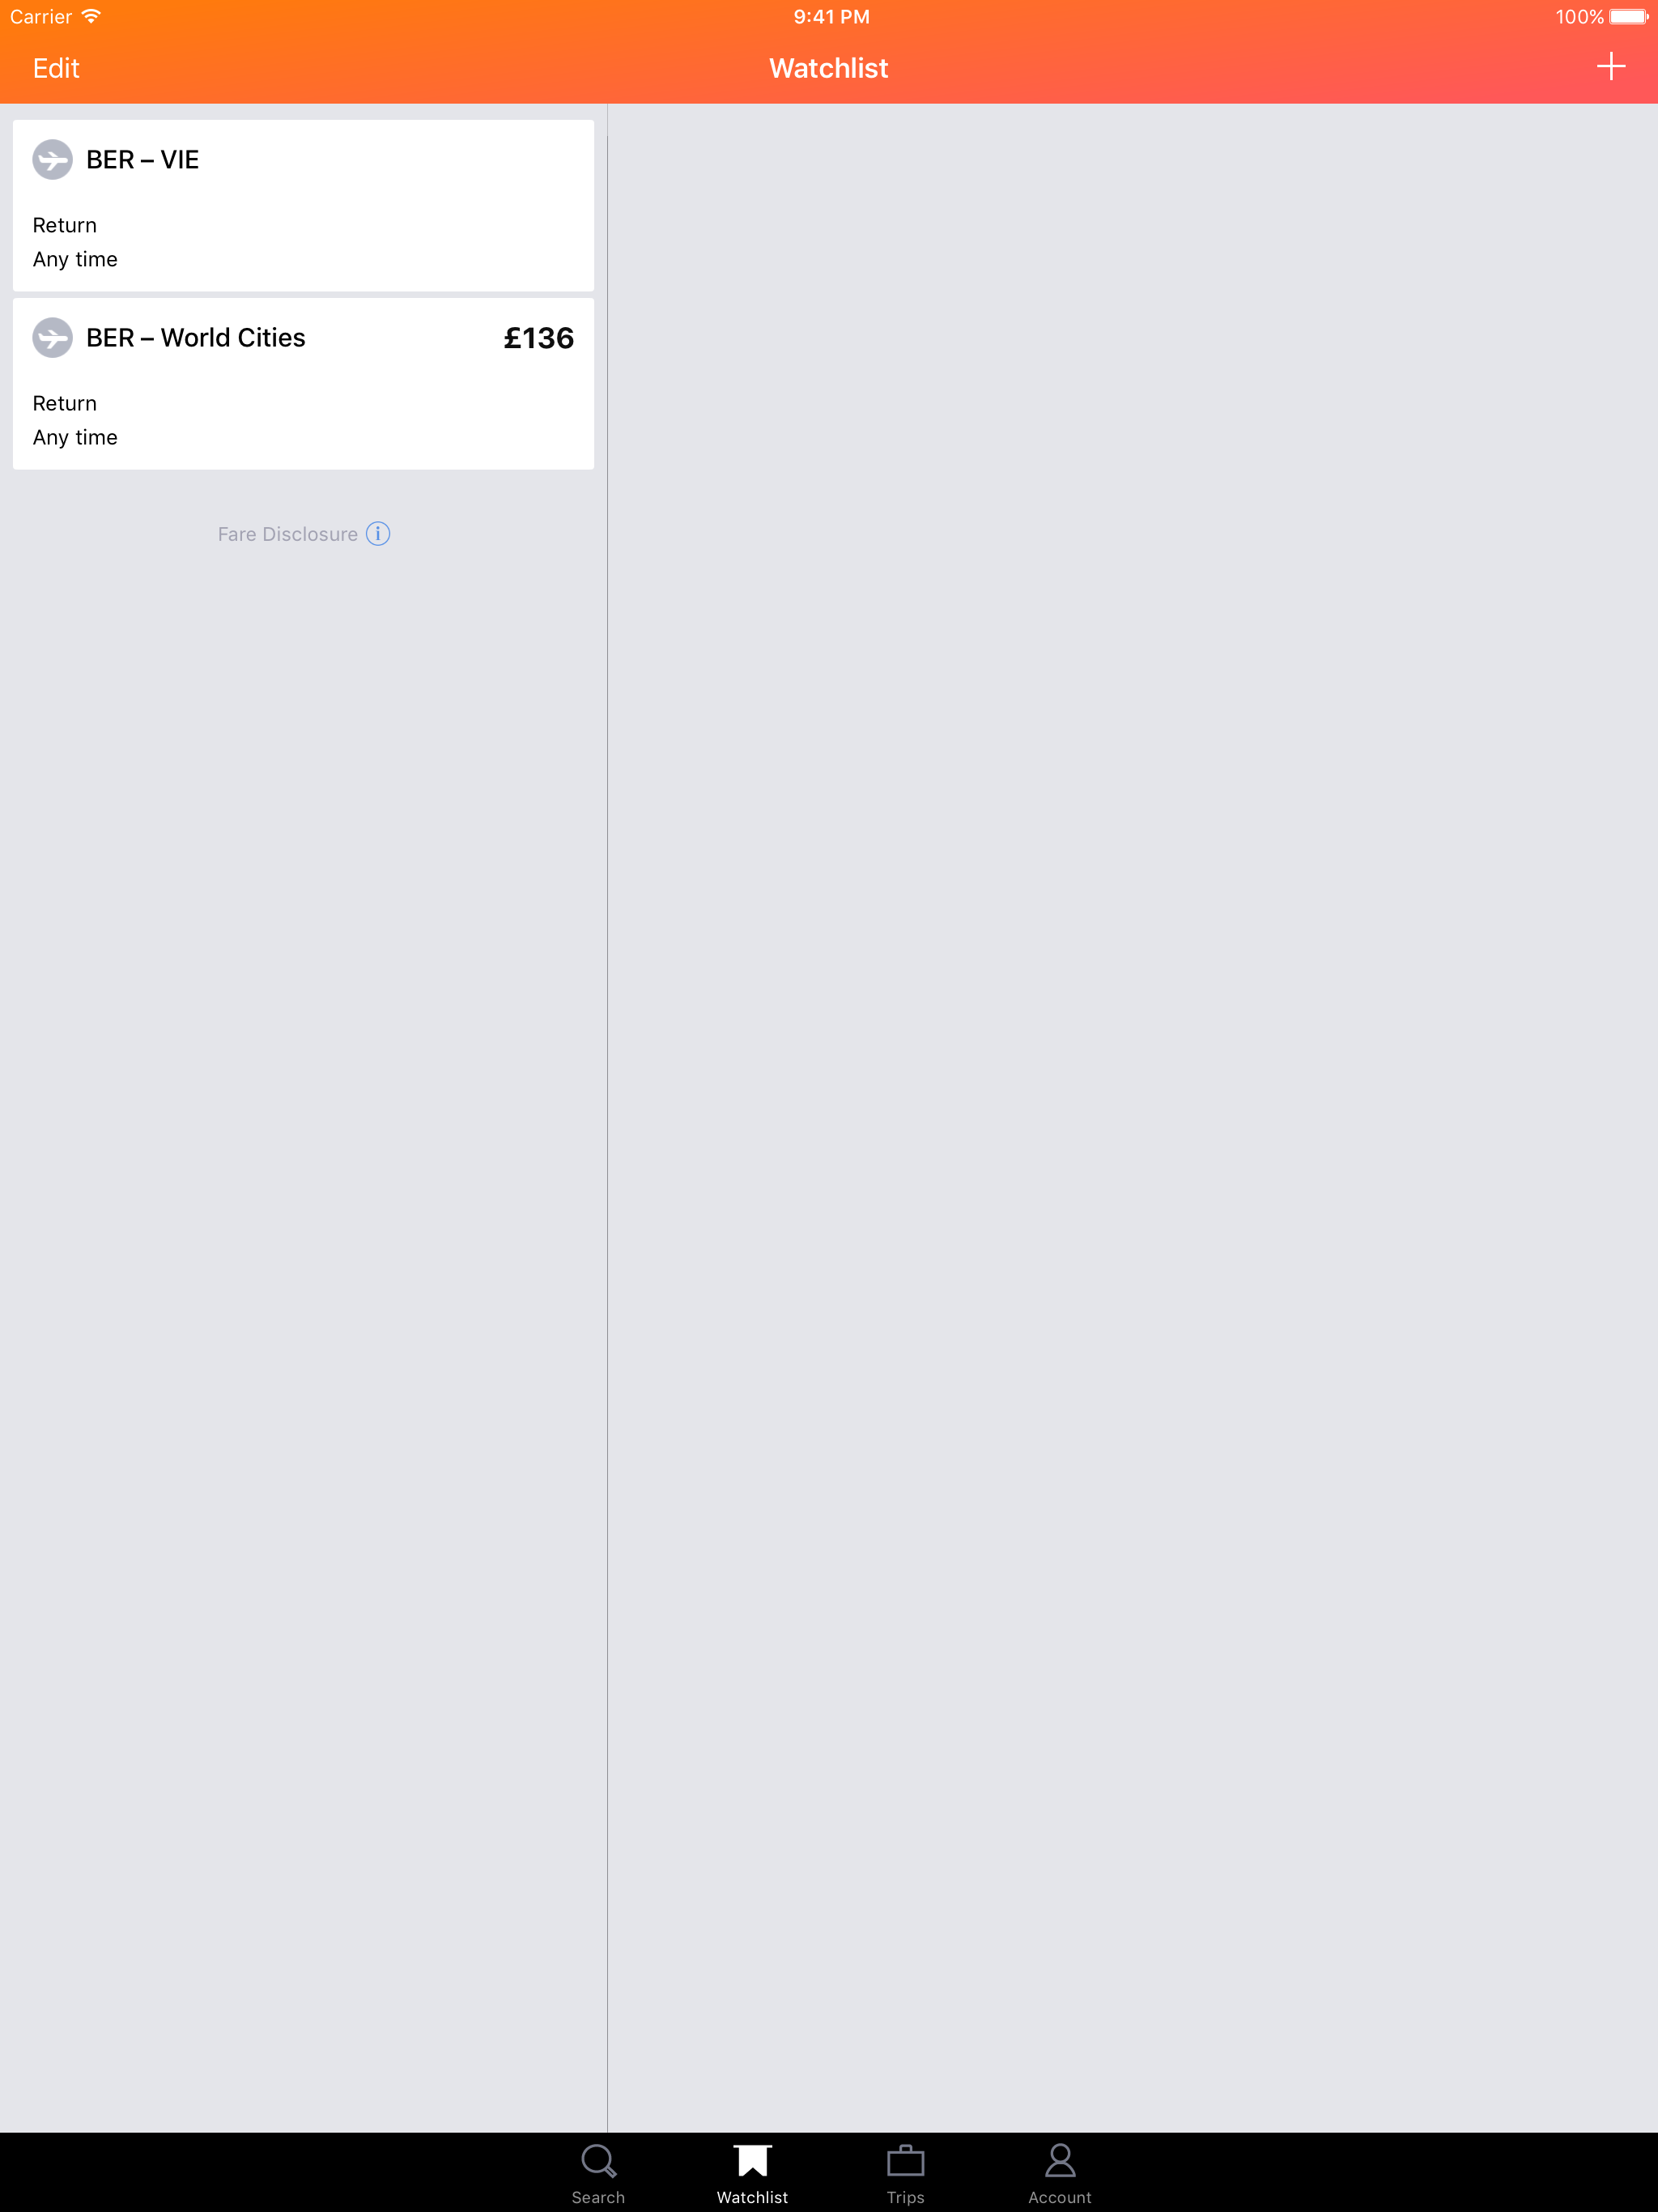 Carrier 9:41 PM 100%
Edit Watchlist
BER – VIE
Return
Any time
BER – World Cities £136
Return
Any time
Fare Disclosure i
Search Watchlist Trips Account